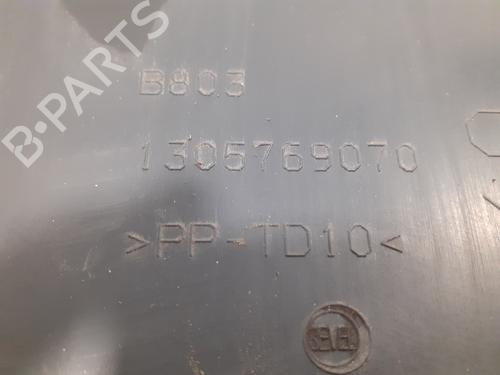 B-PARTS
B803
1305769070
>PP-TD10<
SEVEL